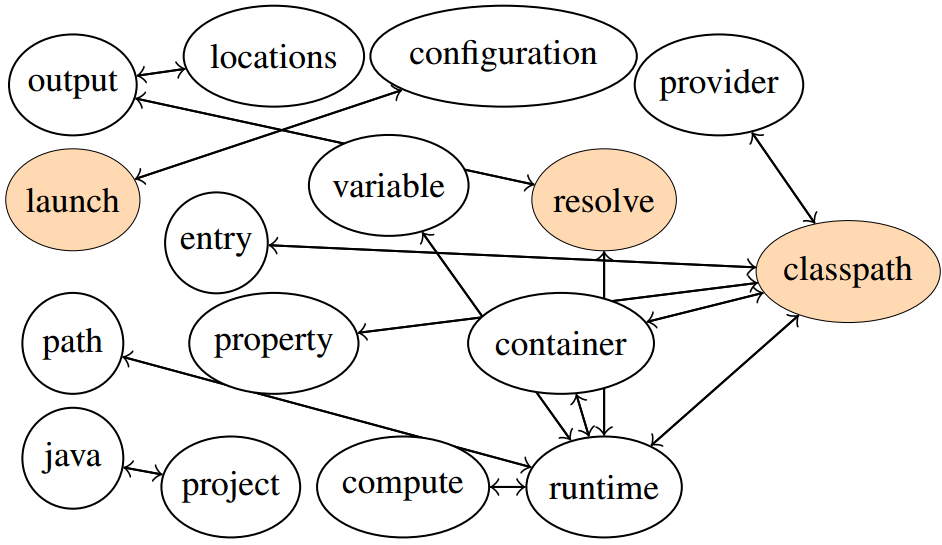 output
locations
configuration
provider
launch
variable
resolve
entry
classpath
path
property
container
java
project
compute
runtime